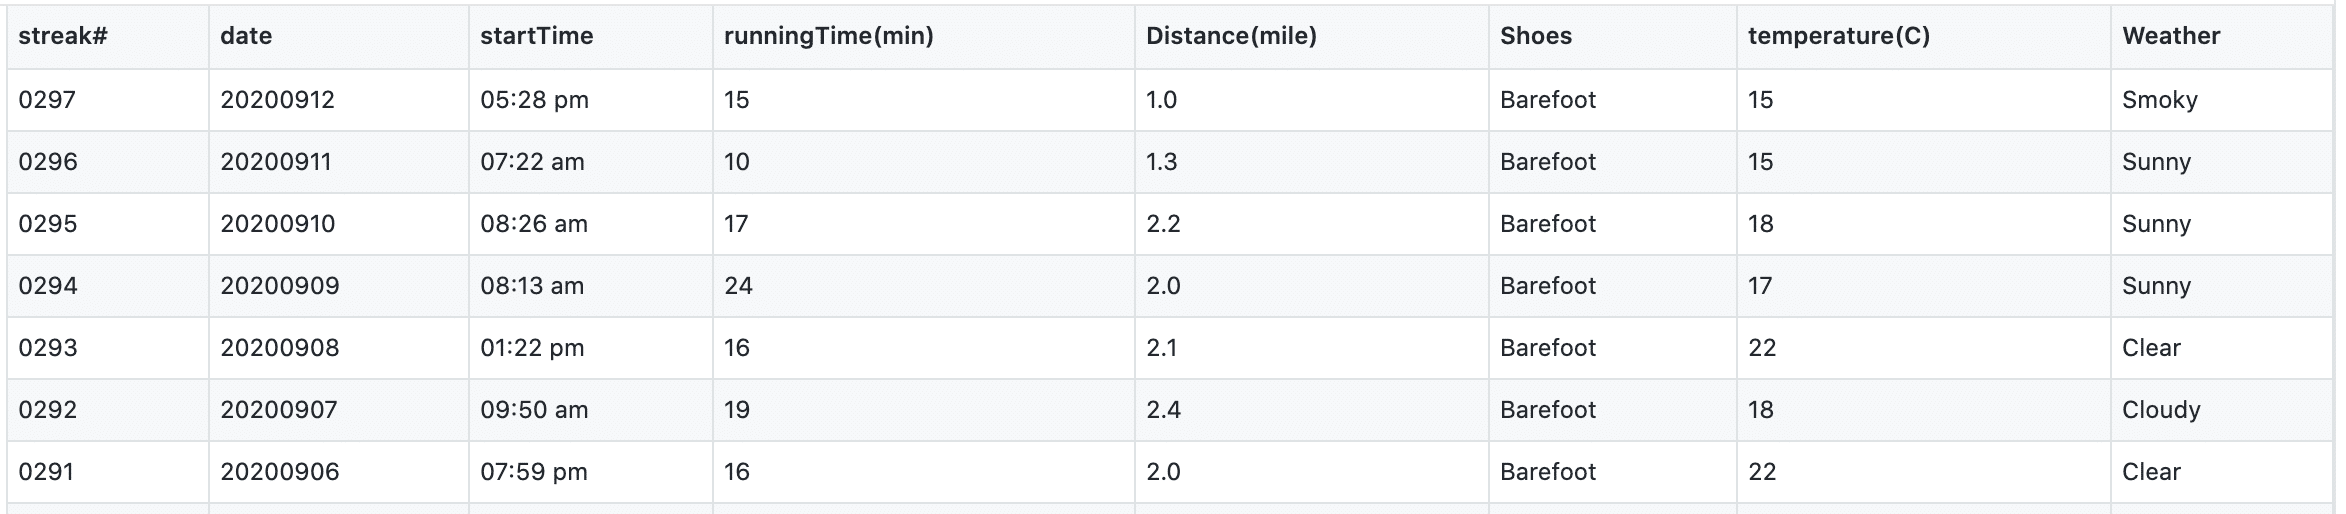 streak# date startTime runningTime(min) Distance(mile) Shoes temperature(C) Weather
0297 20200912 05:28 pm 15 1.0 Barefoot 15 Smoky
0296 20200911 07:22 am 10 1.3 Barefoot 15 Sunny
0295 20200910 08:26 am 17 2.2 Barefoot 18 Sunny
0294 20200909 08:13 am 24 2.0 Barefoot 17 Sunny
0293 20200908 01:22 pm 16 2.1 Barefoot 22 Clear
0292 20200907 09:50 am 19 2.4 Barefoot 18 Cloudy
0291 20200906 07:59 pm 16 2.0 Barefoot 22 Clear